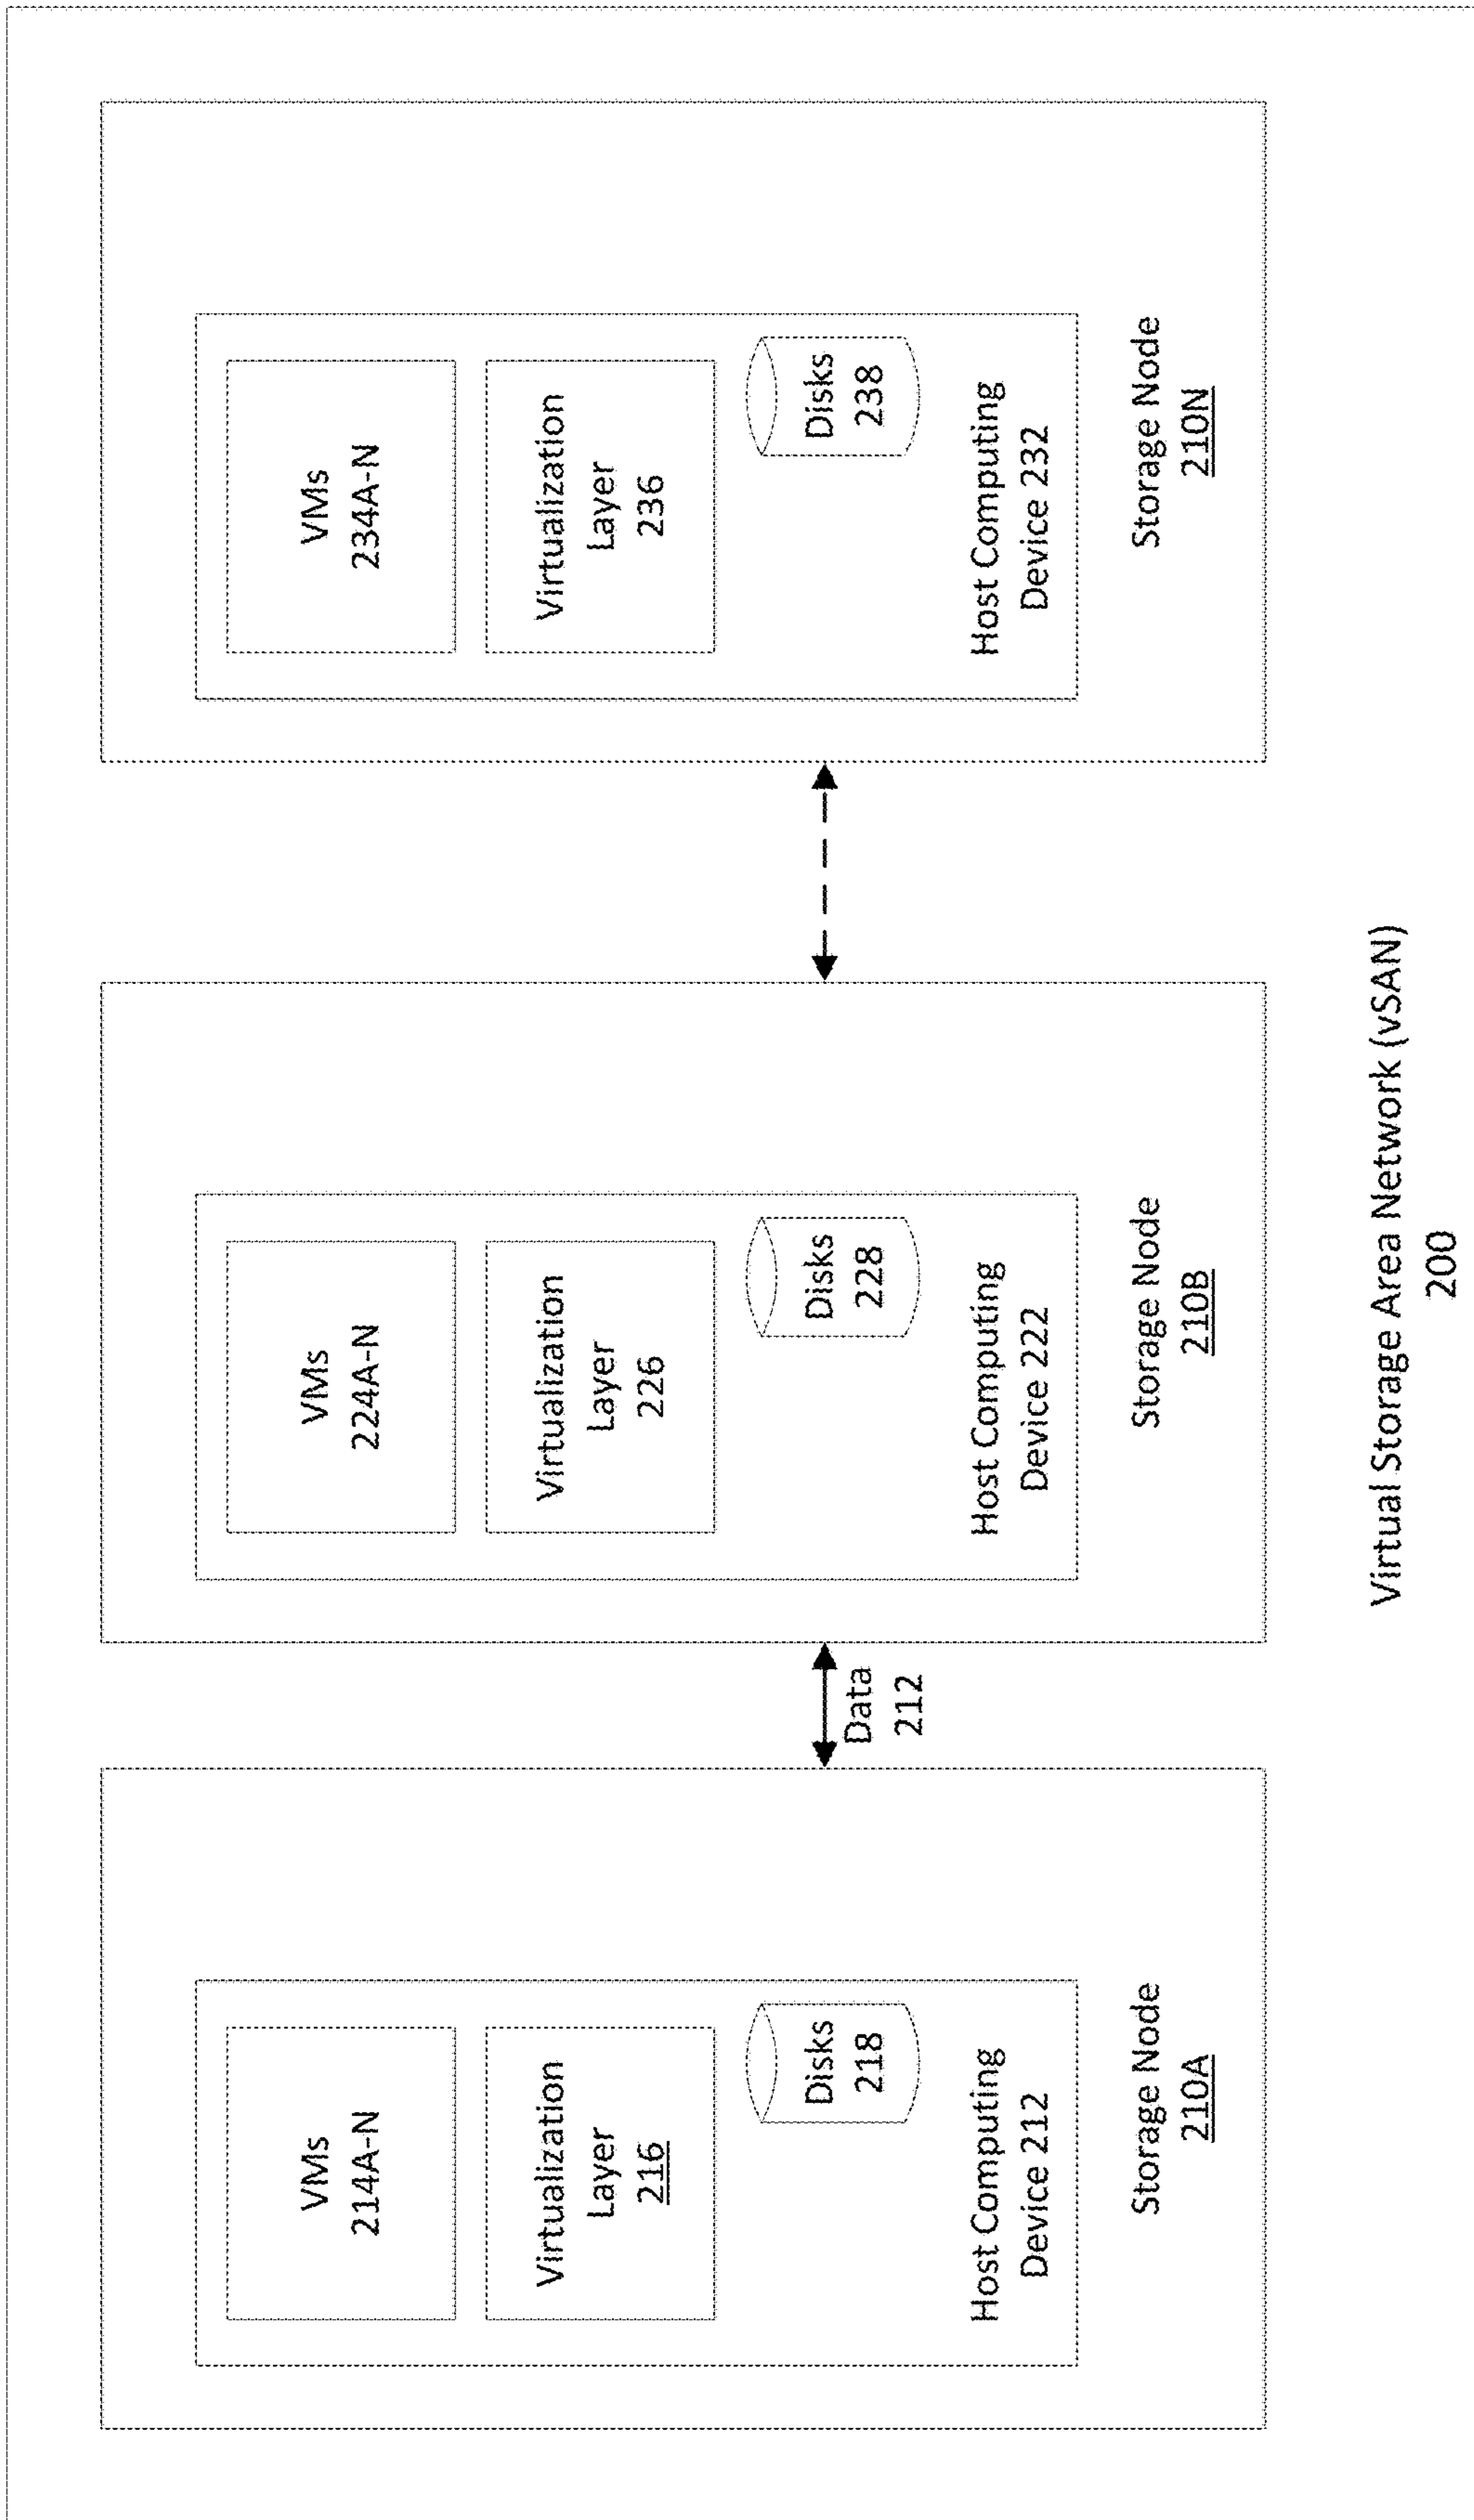 VMs
214A-N
Virtualization
Layer
216
Disks
218
Host Computing
Device 212
Storage Node
210A
Data
212
VMs
224A-N
Virtualization
Layer
226
Disks
228
Host Computing
Device 222
Storage Node
210B
VMs
234A-N
Virtualization
Layer
236
Disks
238
Host Computing
Device 232
Storage Node
210N
Virtual Storage Area Network (vSAN)
200